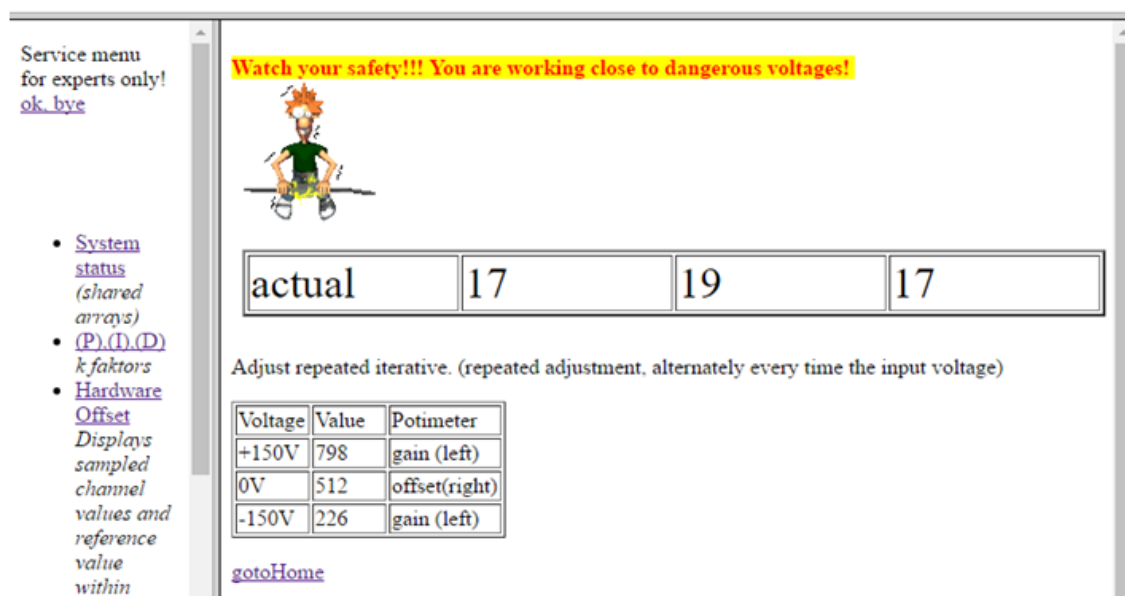 Service menu
for experts only!
ok, bye
System
status
(shared
arrays)
(P).(I).(D)
k faktors
Hardware
Offset
Displays
sampled
channel
values and
reference
value
within
Watch your safety!!! You are working close to dangerous voltages!
actual 17 19 17
Adjust repeated iterative. (repeated adjustment, alternately every time the input voltage)
Voltage Value Potimeter
+150V 798 gain (left)
0V 512 offset(right)
-150V 226 gain (left)
gotoHome